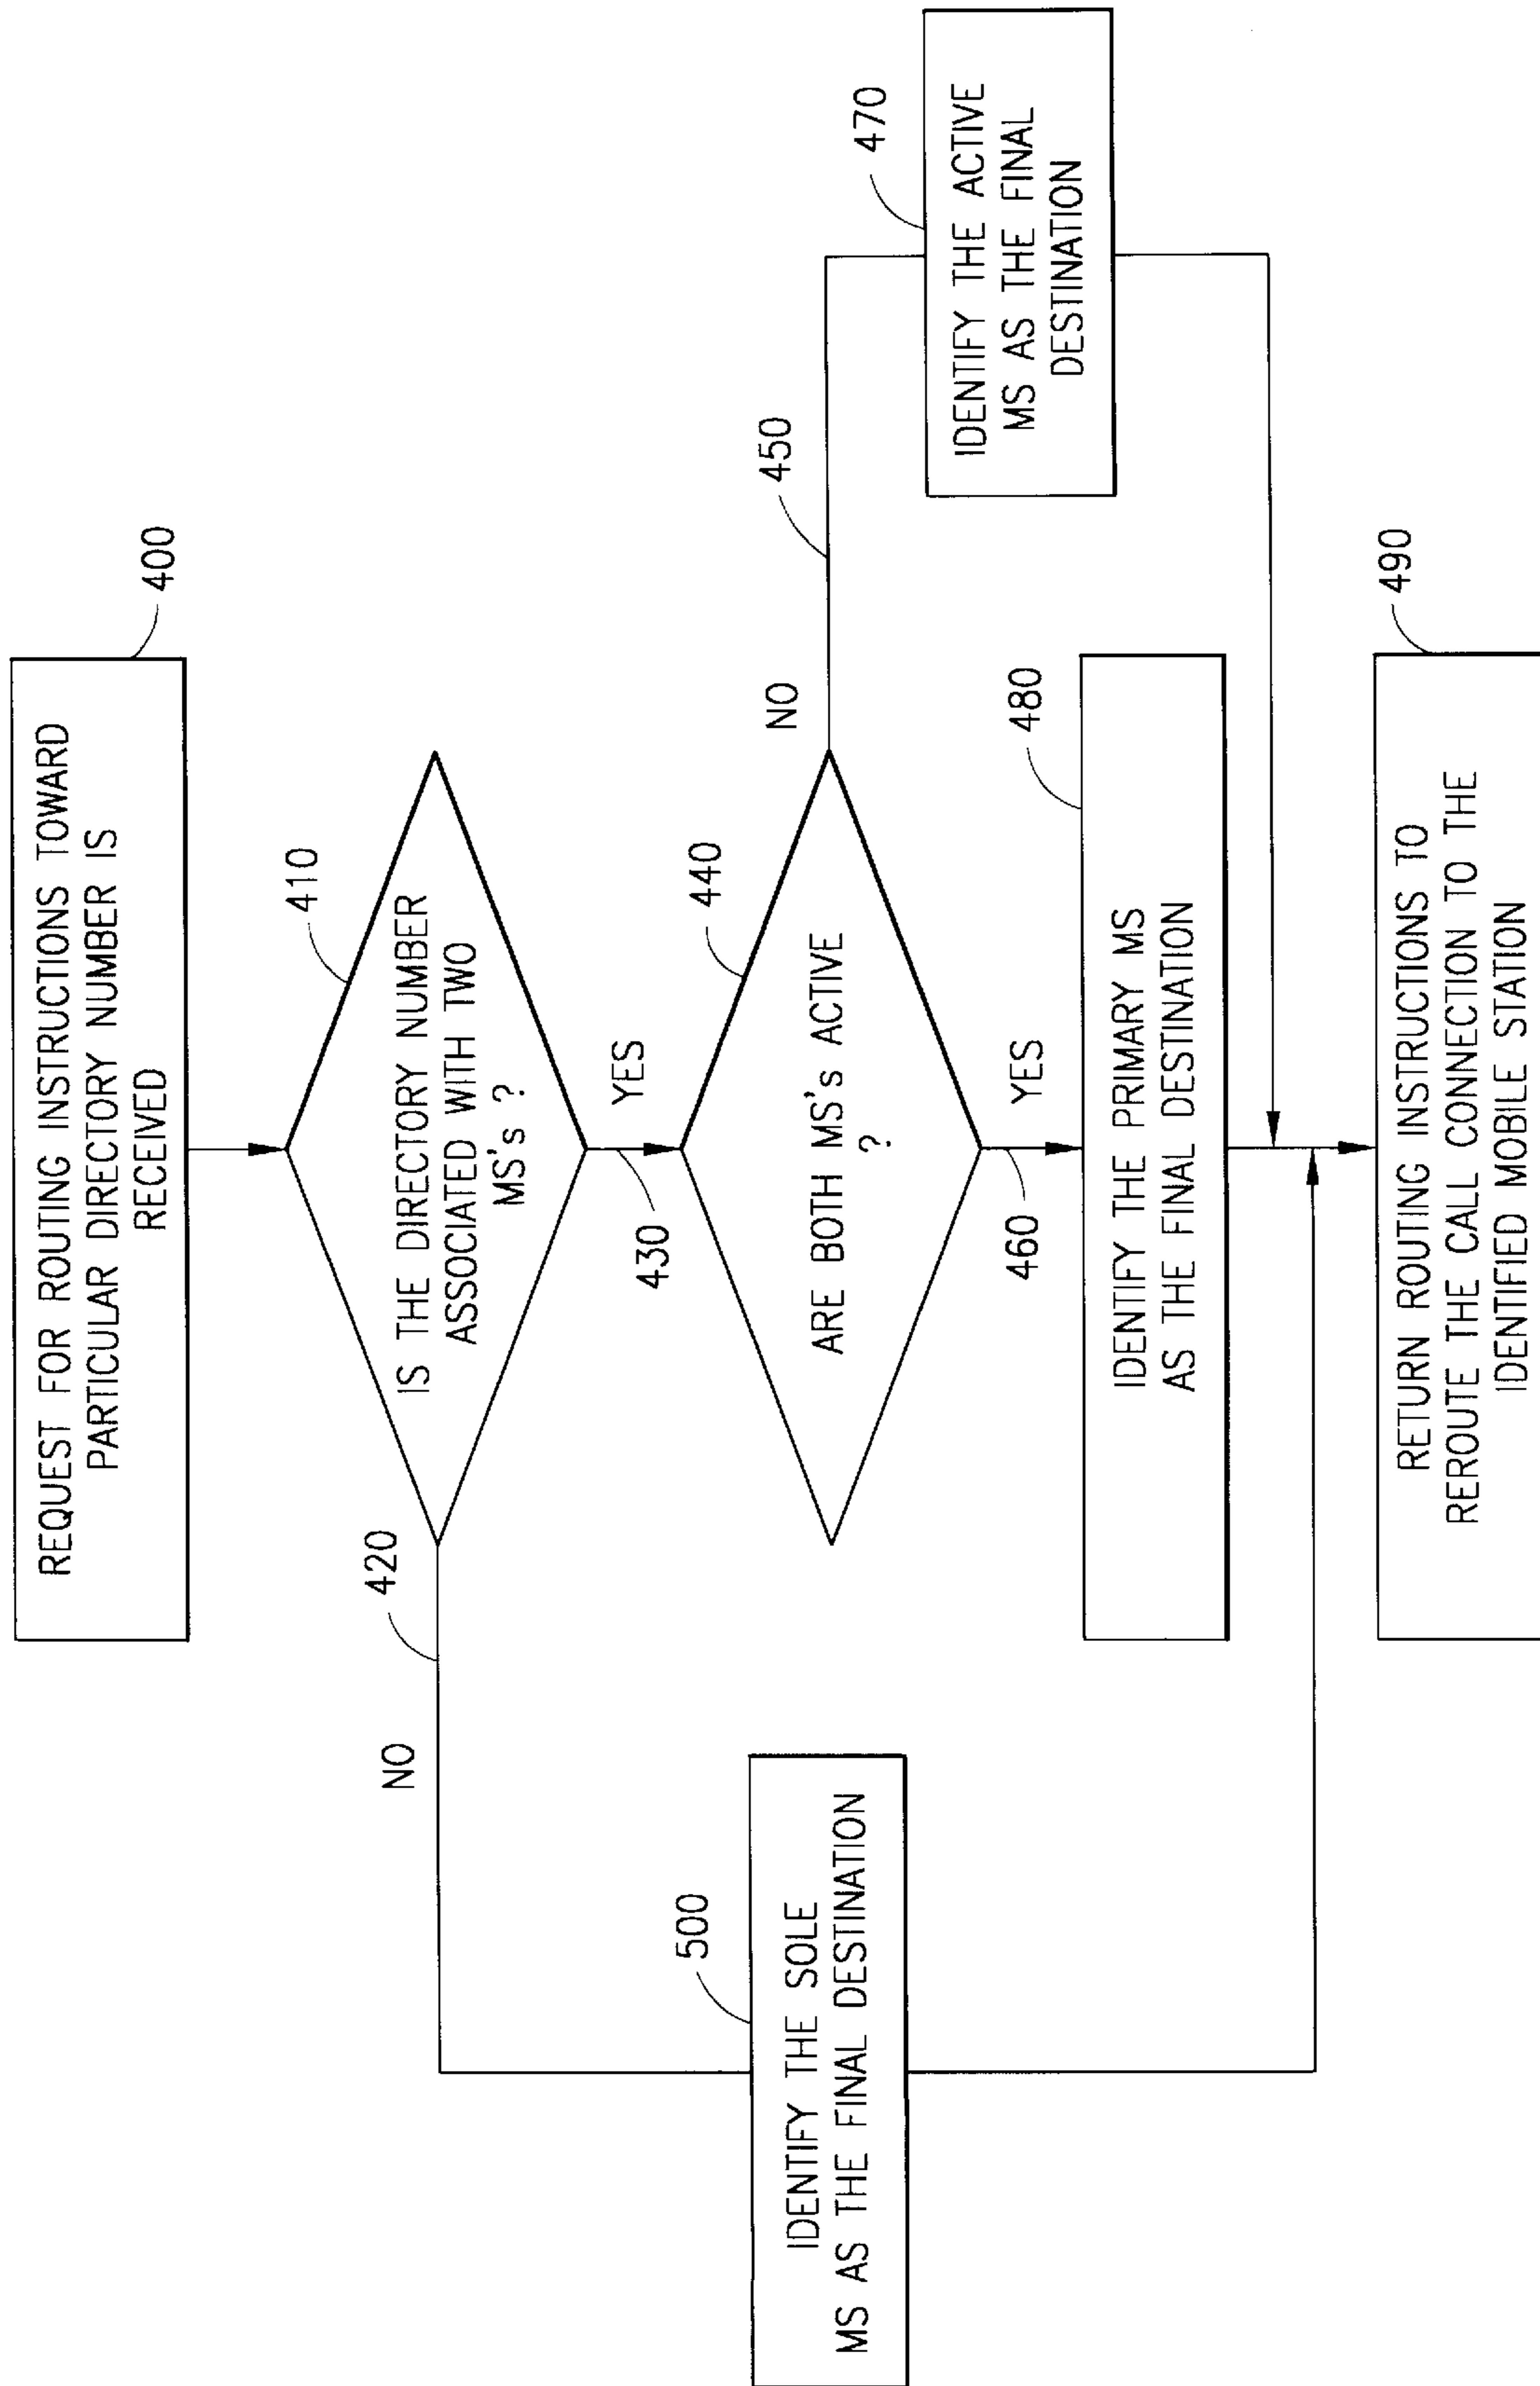 REQUEST FOR ROUTING INSTRUCTIONS TOWARD
PARTICULAR DIRECTORY NUMBER IS
RECEIVED
400
IS THE DIRECTORY NUMBER
ASSOCIATED WITH TWO
MS's ?
410
NO
420
YES
430
ARE BOTH MS's ACTIVE
?
440
NO
450
YES
460
IDENTIFY THE SOLE
MS AS THE FINAL DESTINATION
500
IDENTIFY THE PRIMARY MS
AS THE FINAL DESTINATION
480
IDENTIFY THE ACTIVE
MS AS THE FINAL
DESTINATION
470
RETURN ROUTING INSTRUCTIONS TO
REROUTE THE CALL CONNECTION TO THE
IDENTIFIED MOBILE STATION
490